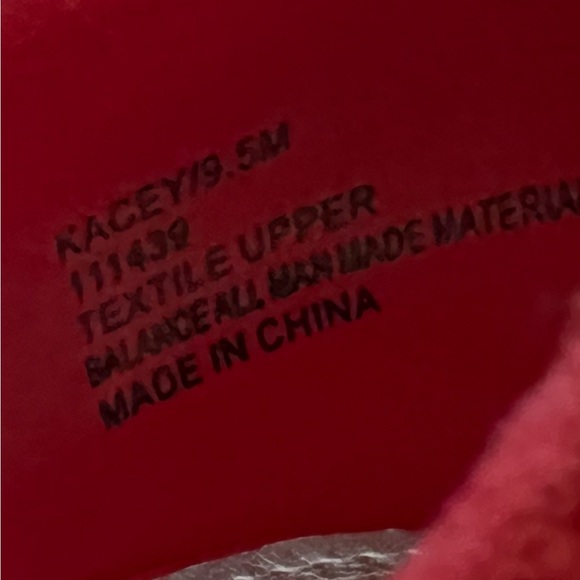 KACEY/9.5M
111439
TEXTILE UPPER
BALANCE ALL MAN MADE MATERIAL
MADE IN CHINA